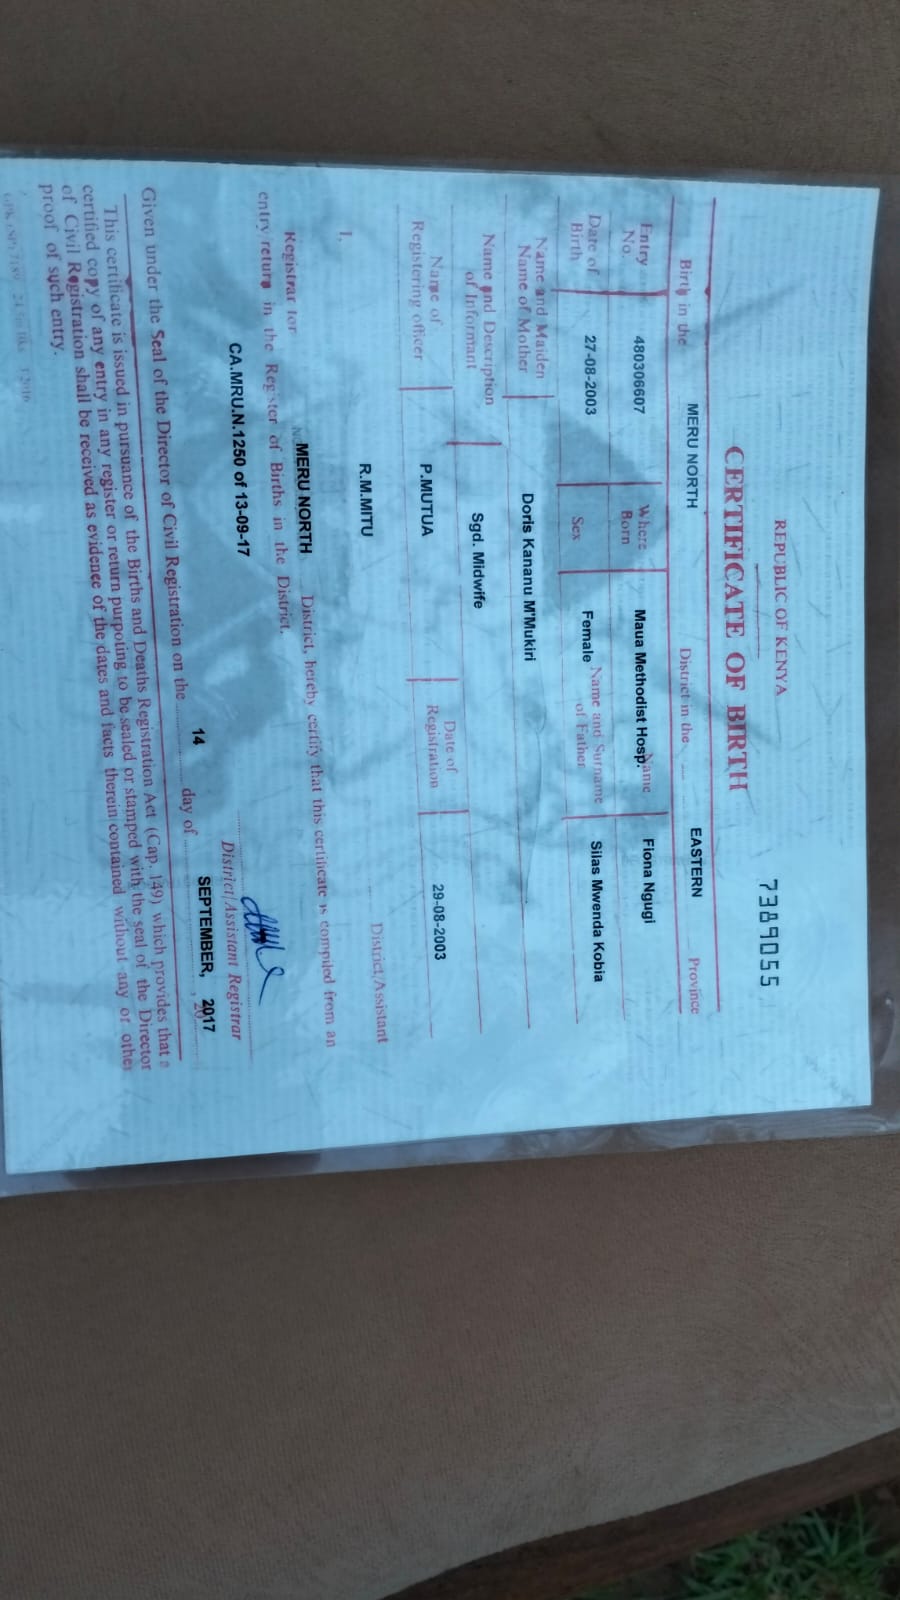 REPUBLIC OF KENYA
7389055
CERTIFICATE OF BIRTH
Birth in the MERU NORTH District in the EASTERN Province
Entry No. 480306607 Where Born Maua Methodist Hosp. Name Fiona Ngugi
Date of Birth 27-08-2003 Sex Female Name and Surname of Father Silas Mwenda Kobia
Name and Maiden Name of Mother Doris Kananu M'Mukiri
Name and Description of Informant Sgd. Midwife
Name of Registering officer P.MUTUA Date of Registration 29-08-2003
I, R.M.MITU District/Assistant
Registrar for MERU NORTH District, hereby certify that this certificate is compiled from an
entry/return in the Register of Births in the District.
CA.MRU.N.1250 of 13-09-17
District/Assistant Registrar
Given under the Seal of the Director of Civil Registration on the 14 day of SEPTEMBER, 2017
This certificate is issued in pursuance of the Births and Deaths Registration Act (Cap. 149) which provides that a
certified copy of any entry in any register or return purpoting to be sealed or stamped with the seal of the Director
of Civil Registration shall be received as evidence of the dates and facts therein contained without any or other
proof of such entry.